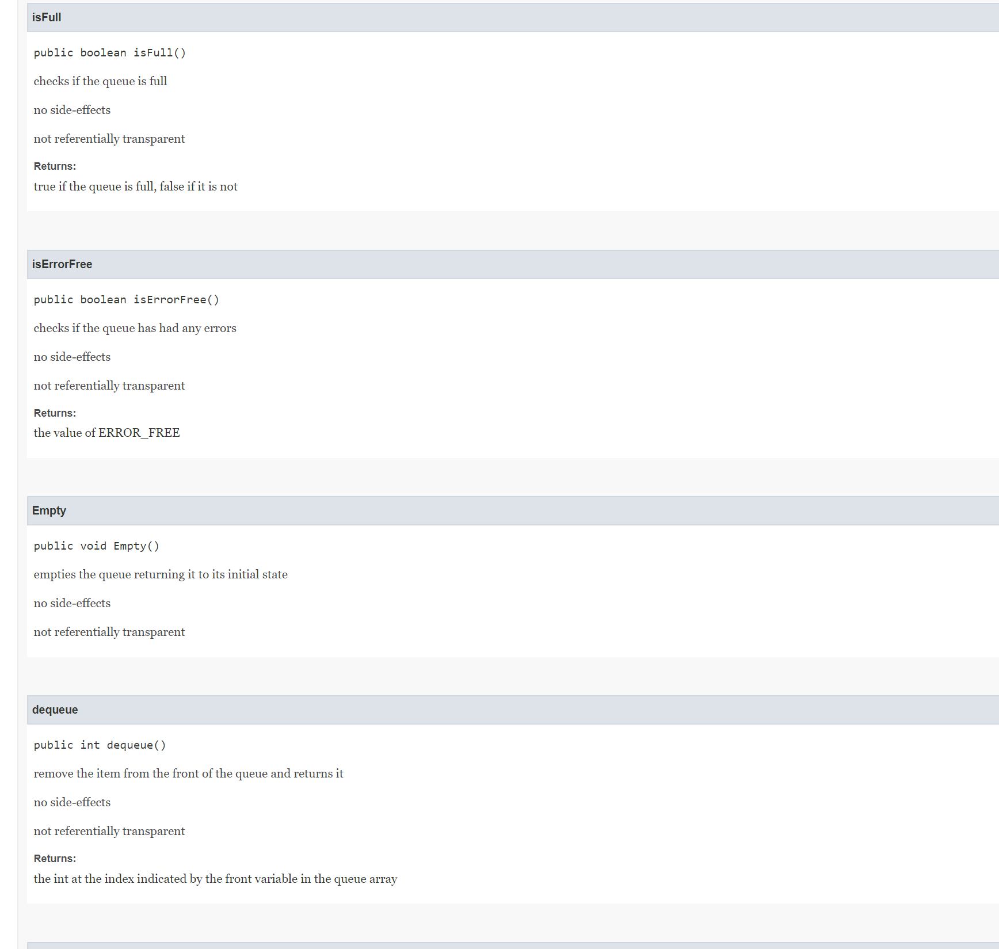 isFull
public boolean isFull()
checks if the queue is full
no side-effects
not referentially transparent
Returns:
true if the queue is full, false if it is not
isErrorFree
public boolean isErrorFree()
checks if the queue has had any errors
no side-effects
not referentially transparent
Returns:
the value of ERROR_FREE
Empty
public void Empty()
empties the queue returning it to its initial state
no side-effects
not referentially transparent
dequeue
public int dequeue()
remove the item from the front of the queue and returns it
no side-effects
not referentially transparent
Returns:
the int at the index indicated by the front variable in the queue array